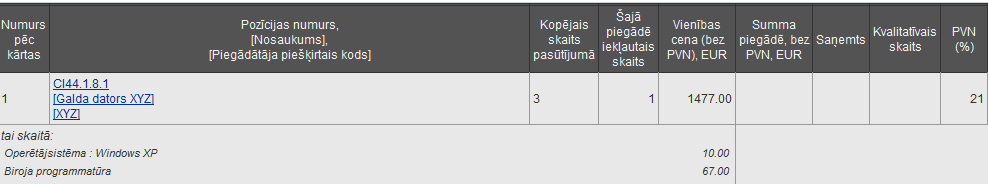 Numurs pēc kārtas
Pozīcijas numurs, [Nosaukums], [Piegādātāja piešķirtais kods]
Kopējais skaits pasūtījumā
Šajā piegādē iekļautais skaits
Vienības cena (bez PVN), EUR
Summa piegādē, bez PVN, EUR
Saņemts
Kvalitatīvais skaits
PVN (%)
1
CI44.1.8.1
[Galda dators XYZ]
[XYZ]
3
1
1477.00
21
tai skaitā:
Operētājsistēma : Windows XP 10.00
Biroja programmatūra 67.00